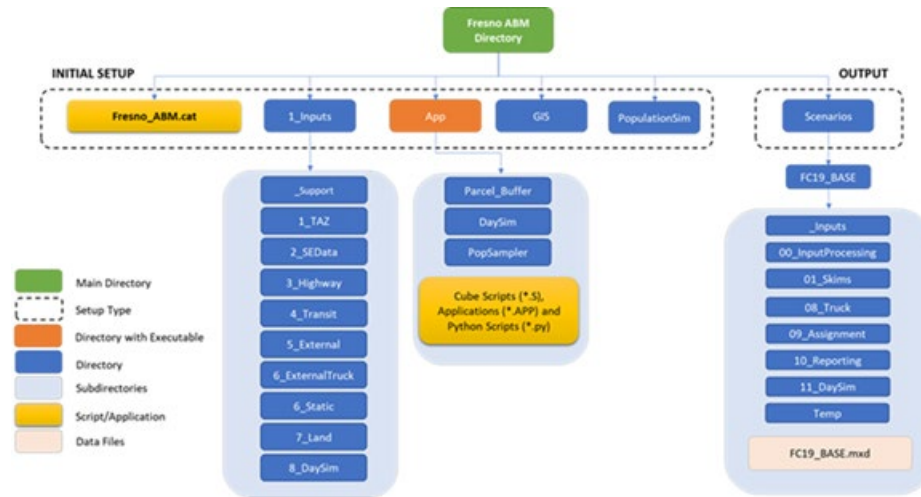 Fresno ABM
Directory
INITIAL SETUP
OUTPUT
Fresno_ABM.cat
1_Inputs
App
GIS
PopulationSim
Scenarios
_Support
1_TAZ
2_SEData
3_Highway
4_Transit
5_External
6_ExternalTruck
6_Static
7_Land
8_DaySim
Parcel_Buffer
DaySim
PopSampler
Cube Scripts (*.S),
Applications (*.APP) and
Python Scripts (*.py)
FC19_BASE
_Inputs
00_InputProcessing
01_Skims
08_Truck
09_Assignment
10_Reporting
11_DaySim
Temp
FC19_BASE.mxd
Main Directory
Setup Type
Directory with Executable
Directory
Subdirectories
Script/Application
Data Files